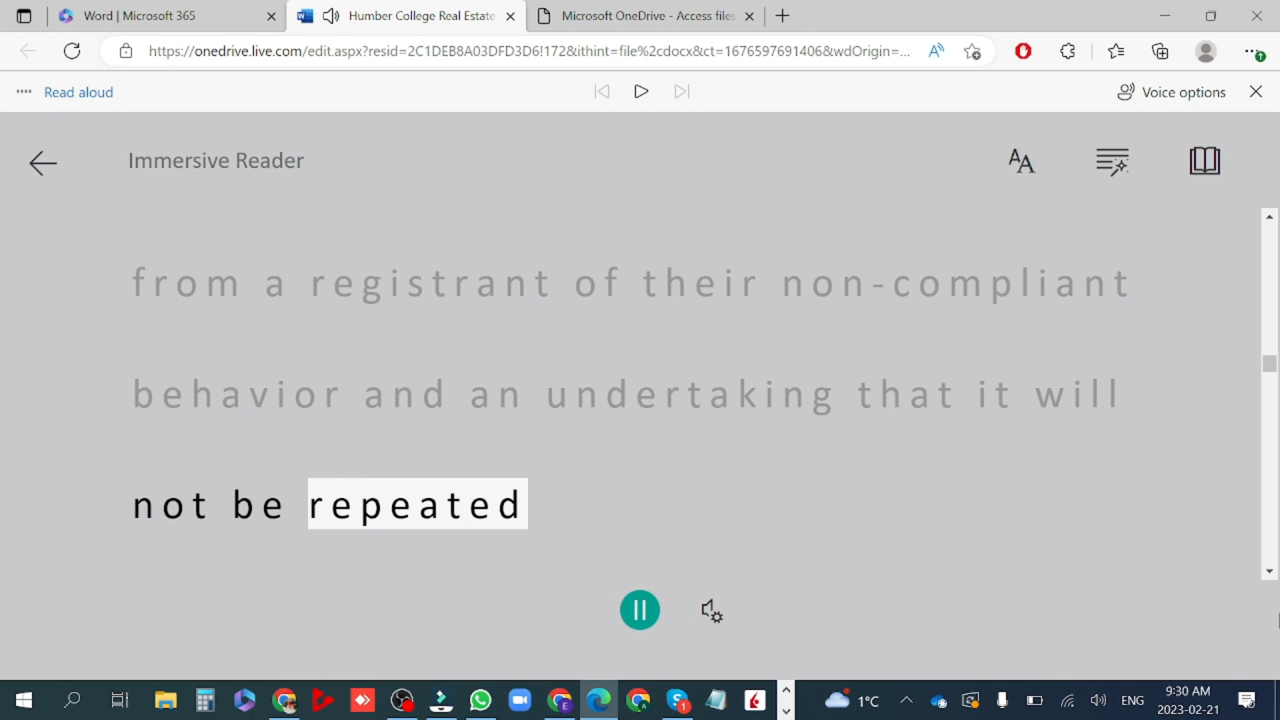 Word | Microsoft 365
Humber College Real Estate
Microsoft OneDrive - Access files
https://onedrive.live.com/edit.aspx?resid=2C1DEB8A03DFD3D6!172&ithint=file%2cdocx&ct=1676597691406&wdOrigin=...
Read aloud
Voice options
Immersive Reader
from a registrant of their non-compliant
behavior and an undertaking that it will
not be repeated
1°C
ENG
9:30 AM
2023-02-21